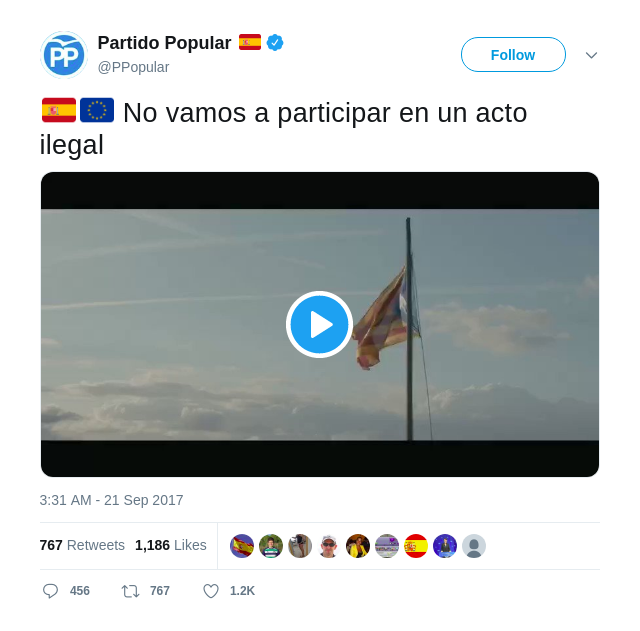 PP
Partido Popular
@PPopular
Follow
No vamos a participar en un acto
ilegal
3:31 AM - 21 Sep 2017
767 Retweets 1,186 Likes
456 767 1.2K